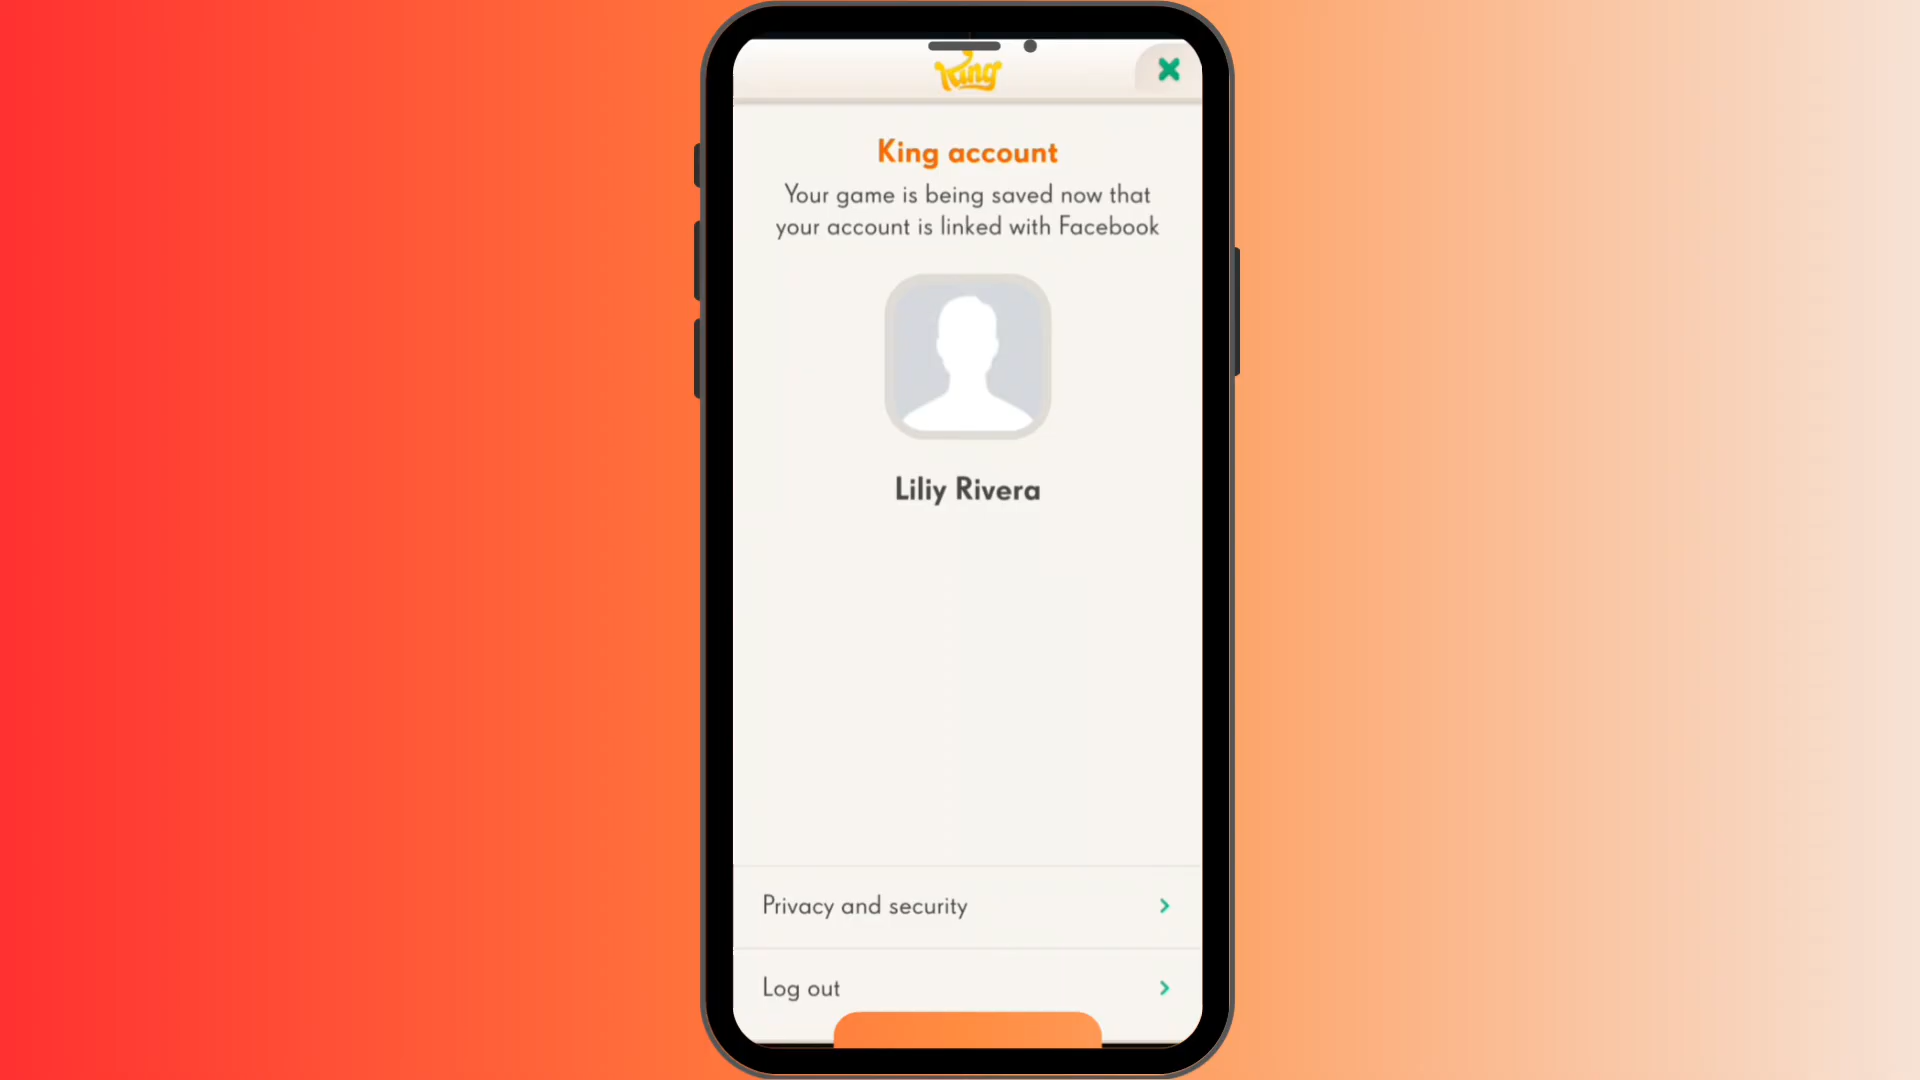 King
King account
Your game is being saved now that
your account is linked with Facebook
Liliy Rivera
Privacy and security
Log out